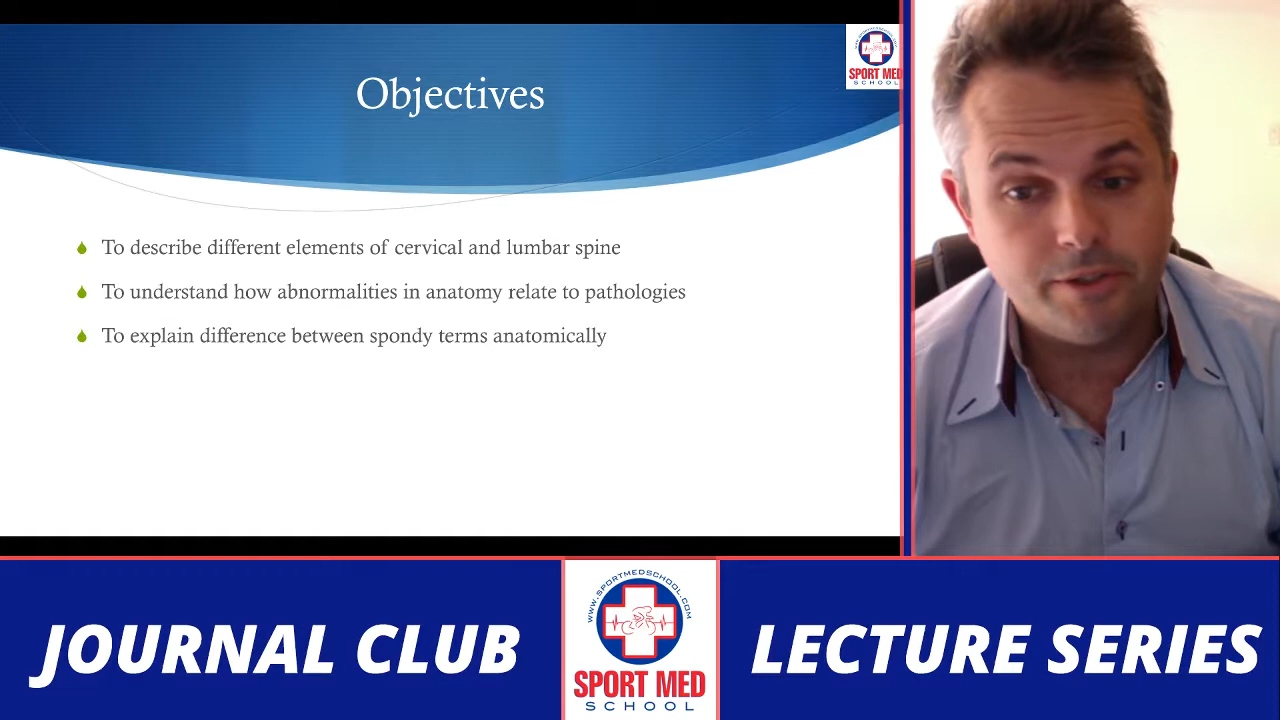 Objectives
SPORT MED
SCHOOL
To describe different elements of cervical and lumbar spine
To understand how abnormalities in anatomy relate to pathologies
To explain difference between spondy terms anatomically
JOURNAL CLUB
WWW.SPORTMEDSCHOOL.COM
SPORT MED
SCHOOL
LECTURE SERIES